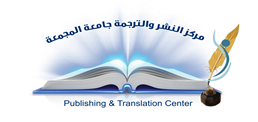 مركز النشر والترجمة جامعة المجمعة
Publishing & Translation Center